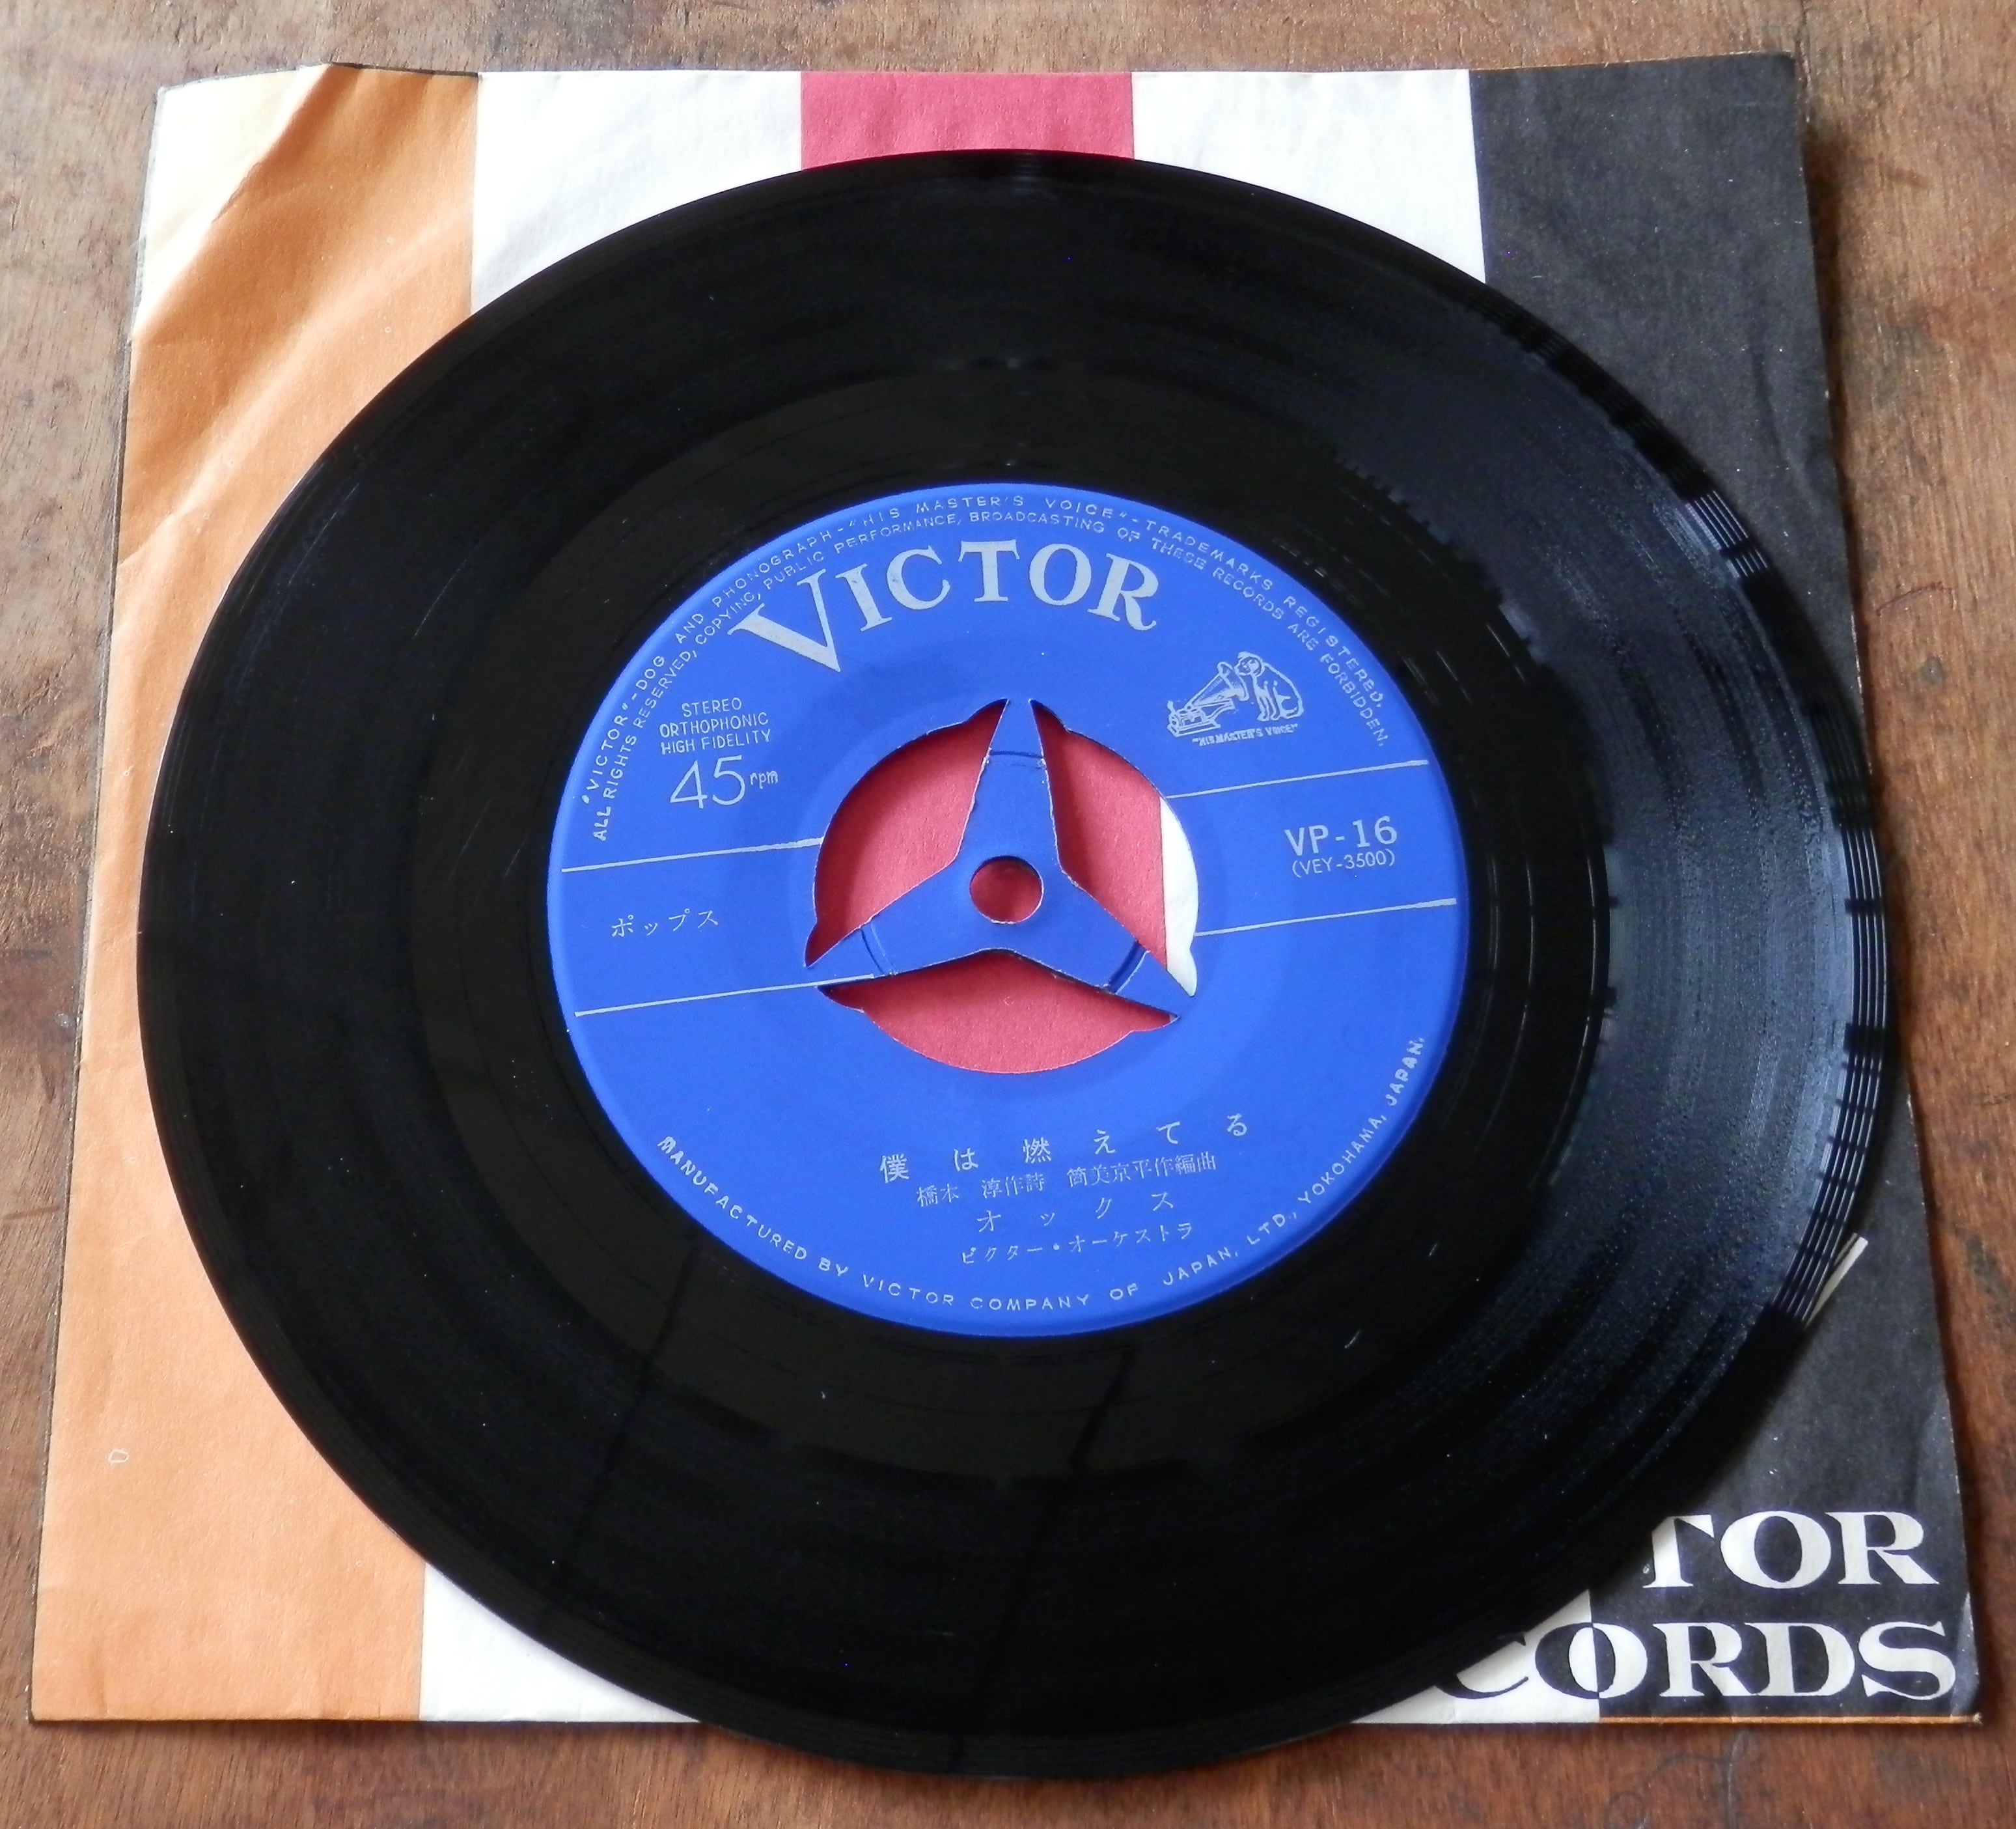 "VICTOR"-DOG AND PHONOGRAPH-"HIS MASTER'S VOICE"-TRADEMARKS REGISTERED.
ALL RIGHTS RESERVED, COPYING, PUBLIC PERFORMANCE, BROADCASTING OF THESE RECORDS ARE FORBIDDEN.
VICTOR
STEREO
ORTHOPHONIC
HIGH FIDELITY
45 rpm
"HIS MASTER'S VOICE"
VP-16
(VEY-3500)
ポップス
僕は燃えてる
橋本 淳作詩 筒美京平作編曲
オックス
ビクター・オーケストラ
MANUFACTURED BY VICTOR COMPANY OF JAPAN, LTD., YOKOHAMA, JAPAN.
TOR
CORDS